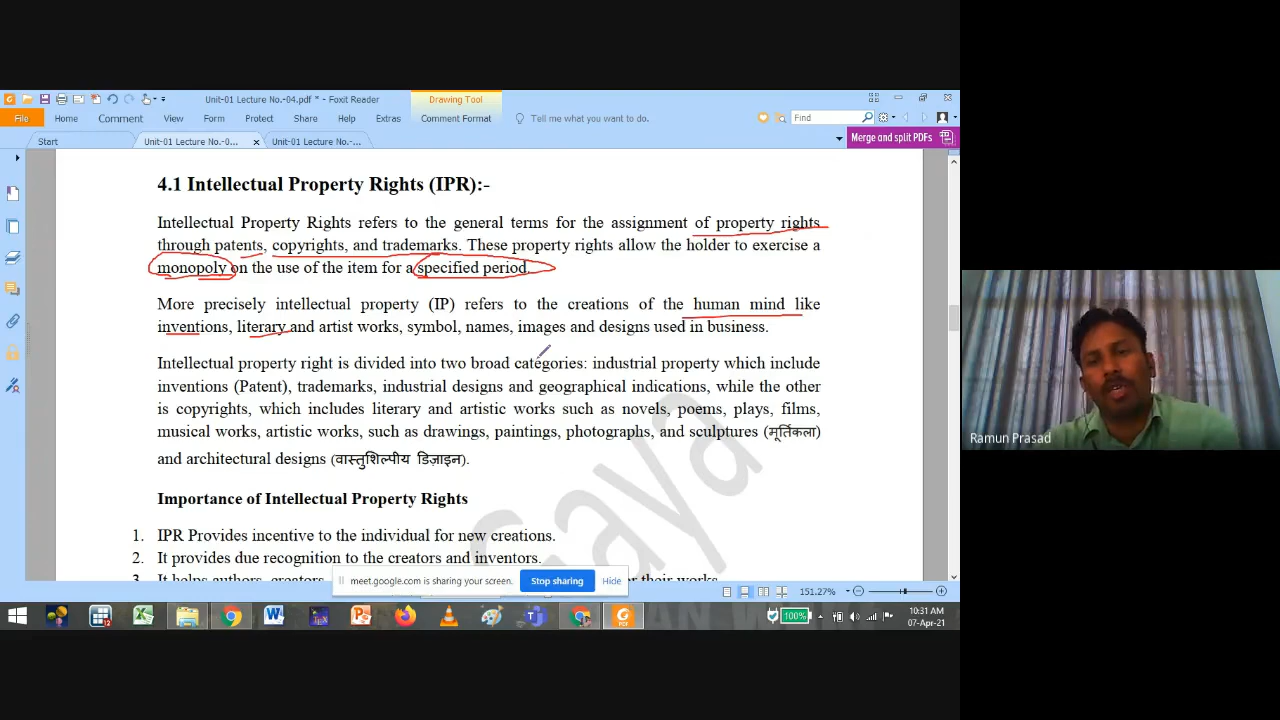 Unit-01 Lecture No.-04.pdf * - Foxit Reader
Drawing Tool
File Home Comment View Form Protect Share Help Extras Comment Format Tell me what you want to do. Find
Start Unit-01 Lecture No.-0... Unit-01 Lecture No.-...
Merge and split PDFs
4.1 Intellectual Property Rights (IPR):-
Intellectual Property Rights refers to the general terms for the assignment of property rights
through patents, copyrights, and trademarks. These property rights allow the holder to exercise a
monopoly on the use of the item for a specified period.
More precisely intellectual property (IP) refers to the creations of the human mind like
inventions, literary and artist works, symbol, names, images and designs used in business.
Intellectual property right is divided into two broad categories: industrial property which include
inventions (Patent), trademarks, industrial designs and geographical indications, while the other
is copyrights, which includes literary and artistic works such as novels, poems, plays, films,
musical works, artistic works, such as drawings, paintings, photographs, and sculptures (मूर्तिकला)
and architectural designs (वास्तुशिल्पीय डिज़ाइन).
Importance of Intellectual Property Rights
1. IPR Provides incentive to the individual for new creations.
2. It provides due recognition to the creators and inventors.
3. It helps authors, creators their works
Gaya
meet.google.com is sharing your screen. Stop sharing Hide
151.27%
100%
10:31 AM
07-Apr-21
Ramun Prasad